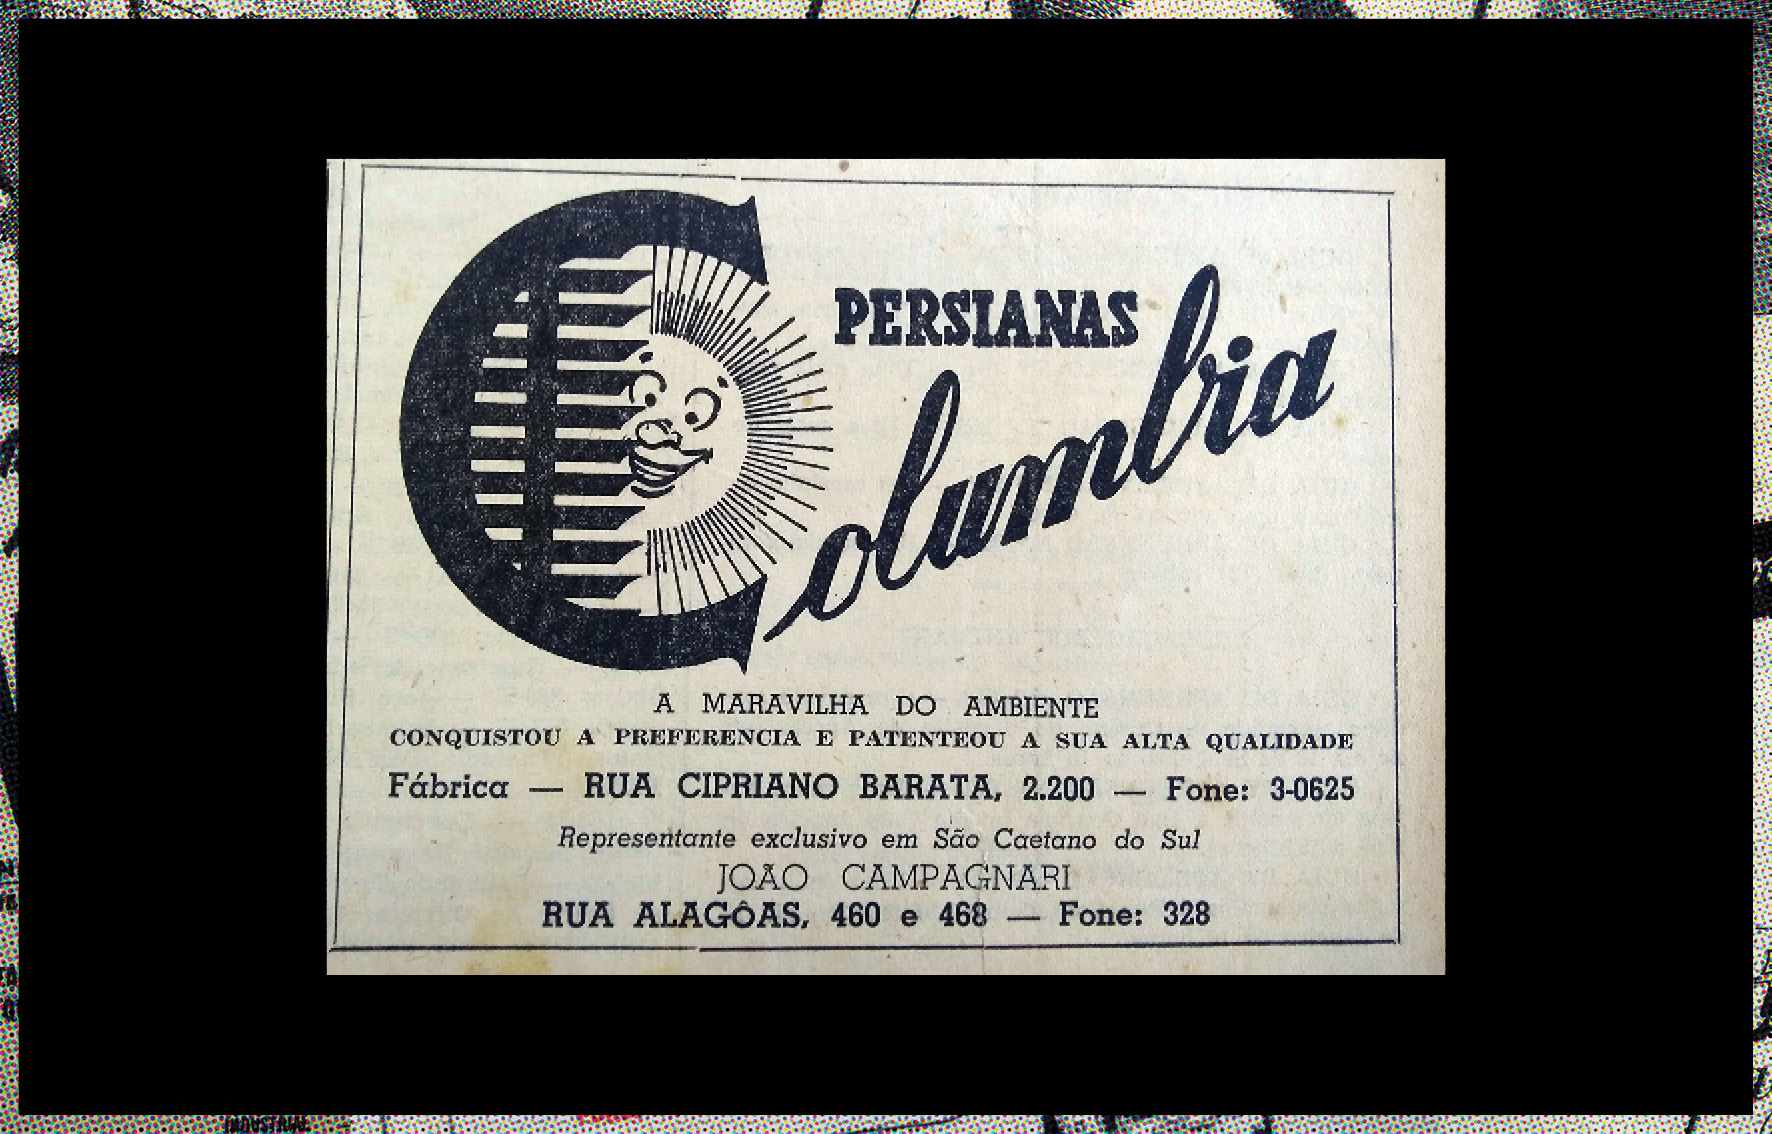 PERSIANAS
Columbia
A MARAVILHA DO AMBIENTE
CONQUISTOU A PREFERENCIA E PATENTEOU A SUA ALTA QUALIDADE
Fábrica — RUA CIPRIANO BARATA, 2.200 — Fone: 3-0625
Representante exclusivo em São Caetano do Sul
JOÃO CAMPAGNARI
RUA ALAGÔAS, 460 e 468 — Fone: 328